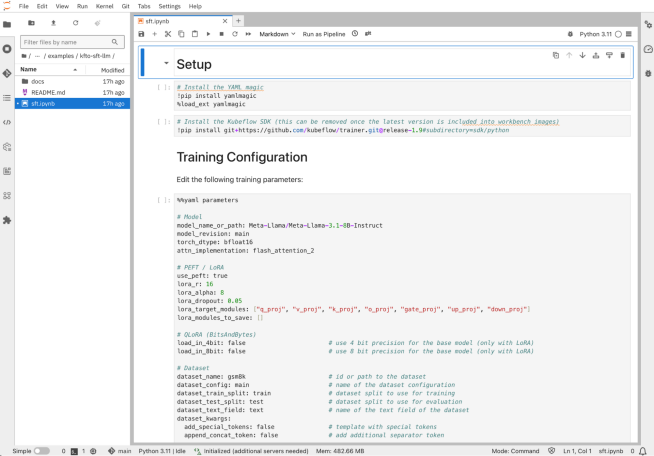 File Edit View Run Kernel Git Tabs Settings Help
sft.ipynb
Markdown Run as Pipeline Python 3.11
Filter files by name
/ ··· / examples / kfto-sft-llm /
Name Modified
docs 17h ago
README.md 17h ago
sft.ipynb 17h ago
Setup
[ ]: # Install the YAML magic
!pip install yamlmagic
%load_ext yamlmagic
[ ]: # Install the Kubeflow SDK (this can be removed once the latest version is included into workbench images)
!pip install git+https://github.com/kubeflow/trainer.git@release-1.9#subdirectory=sdk/python
Training Configuration
Edit the following training parameters:
[ ]: %%yaml parameters
# Model
model_name_or_path: Meta-Llama/Meta-Llama-3.1-8B-Instruct
model_revision: main
torch_dtype: bfloat16
attn_implementation: flash_attention_2
# PEFT / LoRA
use_peft: true
lora_r: 16
lora_alpha: 8
lora_dropout: 0.05
lora_target_modules: ["q_proj", "v_proj", "k_proj", "o_proj", "gate_proj", "up_proj", "down_proj"]
lora_modules_to_save: []
# QLoRA (BitsAndBytes)
load_in_4bit: false # use 4 bit precision for the base model (only with LoRA)
load_in_8bit: false # use 8 bit precision for the base model (only with LoRA)
# Dataset
dataset_name: gsm8k # id or path to the dataset
dataset_config: main # name of the dataset configuration
dataset_train_split: train # dataset split to use for training
dataset_test_split: test # dataset split to use for evaluation
dataset_text_field: text # name of the text field of the dataset
dataset_kwargs:
add_special_tokens: false # template with special tokens
append_concat_token: false # add additional separator token
Simple 0 1 main Python 3.11 | Idle Initialized (additional servers needed) Mem: 482.66 MB Mode: Command Ln 1, Col 1 sft.ipynb 0